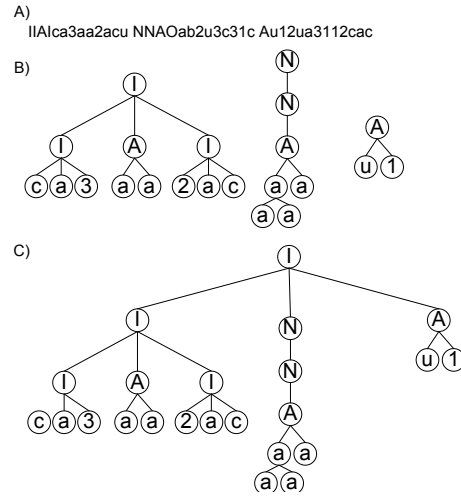 A)
IIAIca3aa2acu NNAOab2u3c31c Au12ua3112cac
B)
I N
N
I A I A A
c a 3 a a 2 a c a a u 1
a a
C)
I
I N A
N u 1
I A I
c a 3 a a 2 a c A
a a
a a